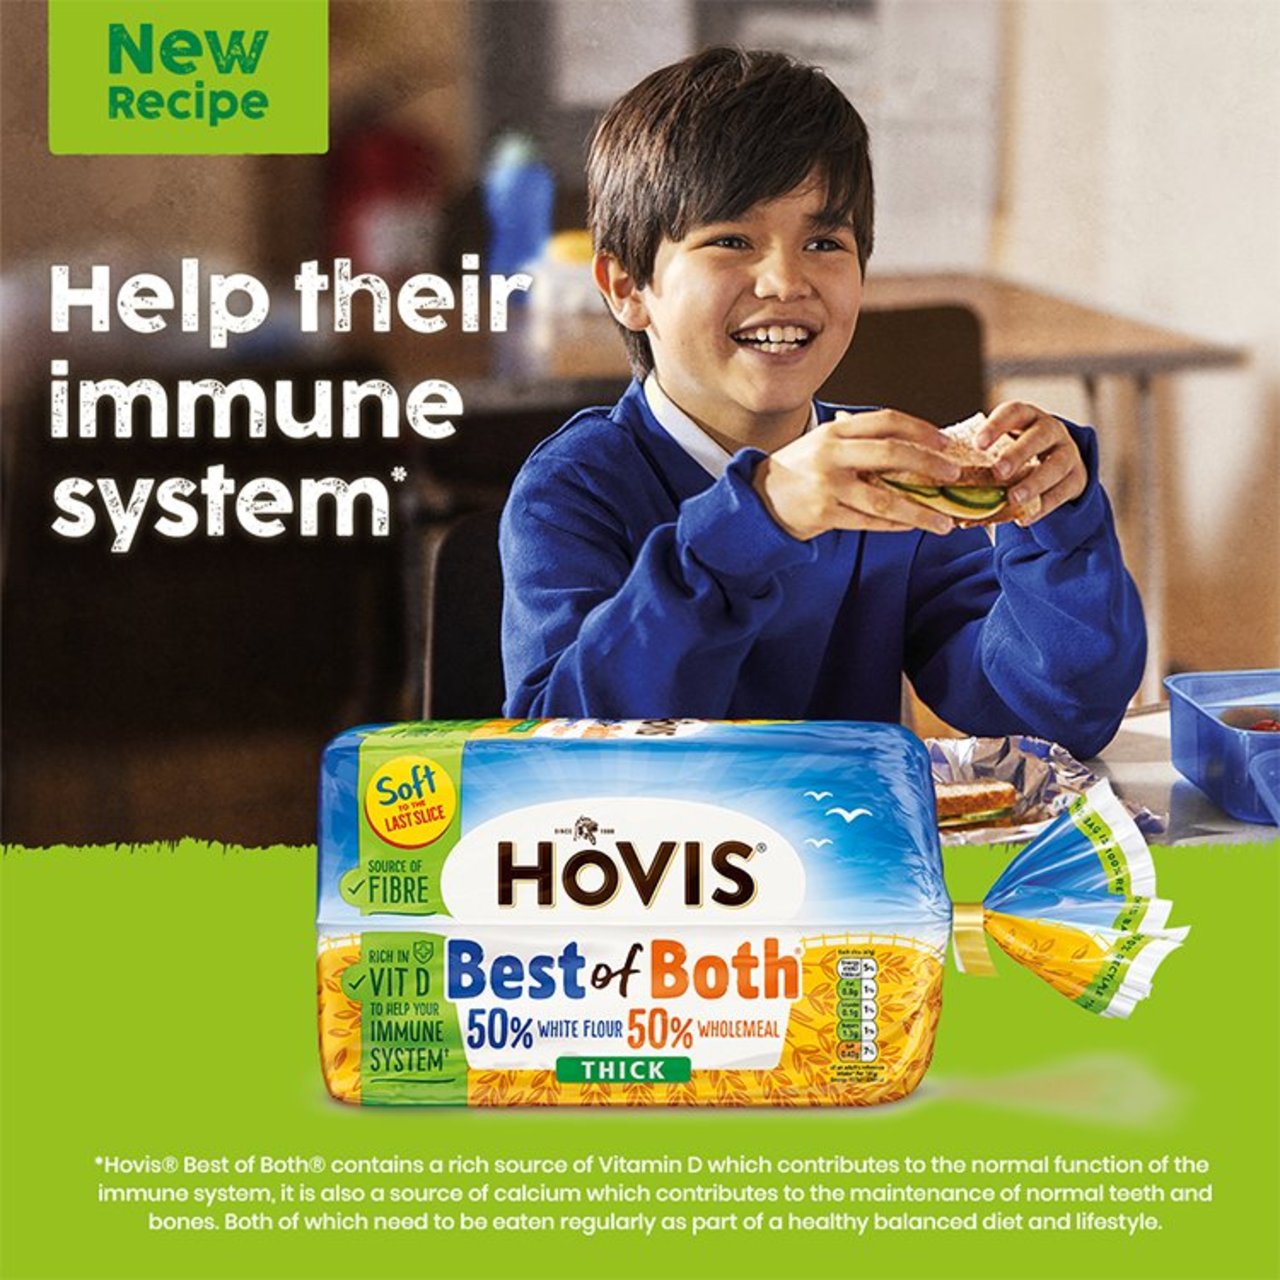 New
Recipe
Help their
immune
system*
Soft
TO THE
LAST SLICE
SOURCE OF
FIBRE
SINCE 1886
HOVIS®
RICH IN
VIT D
TO HELP YOUR
IMMUNE
SYSTEM†
Best of Both®
50% WHITE FLOUR 50% WHOLEMEAL
THICK
*Hovis® Best of Both® contains a rich source of Vitamin D which contributes to the normal function of the
immune system, it is also a source of calcium which contributes to the maintenance of normal teeth and
bones. Both of which need to be eaten regularly as part of a healthy balanced diet and lifestyle.